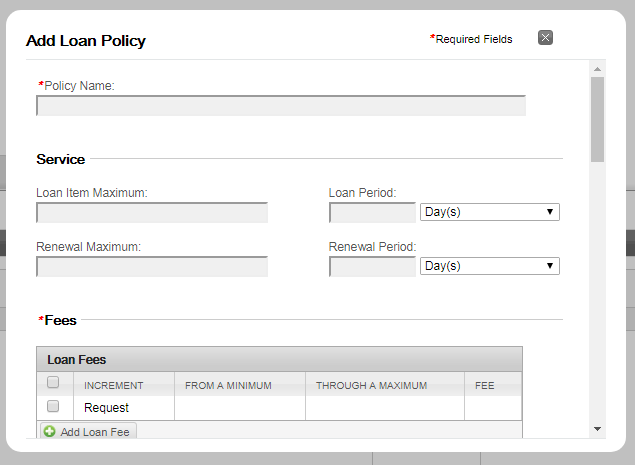 Add Loan Policy
*Required Fields
*Policy Name:
Service
Loan Item Maximum:
Loan Period:
Day(s)
Renewal Maximum:
Renewal Period:
Day(s)
*Fees
Loan Fees
INCREMENT FROM A MINIMUM THROUGH A MAXIMUM FEE
Request
Add Loan Fee